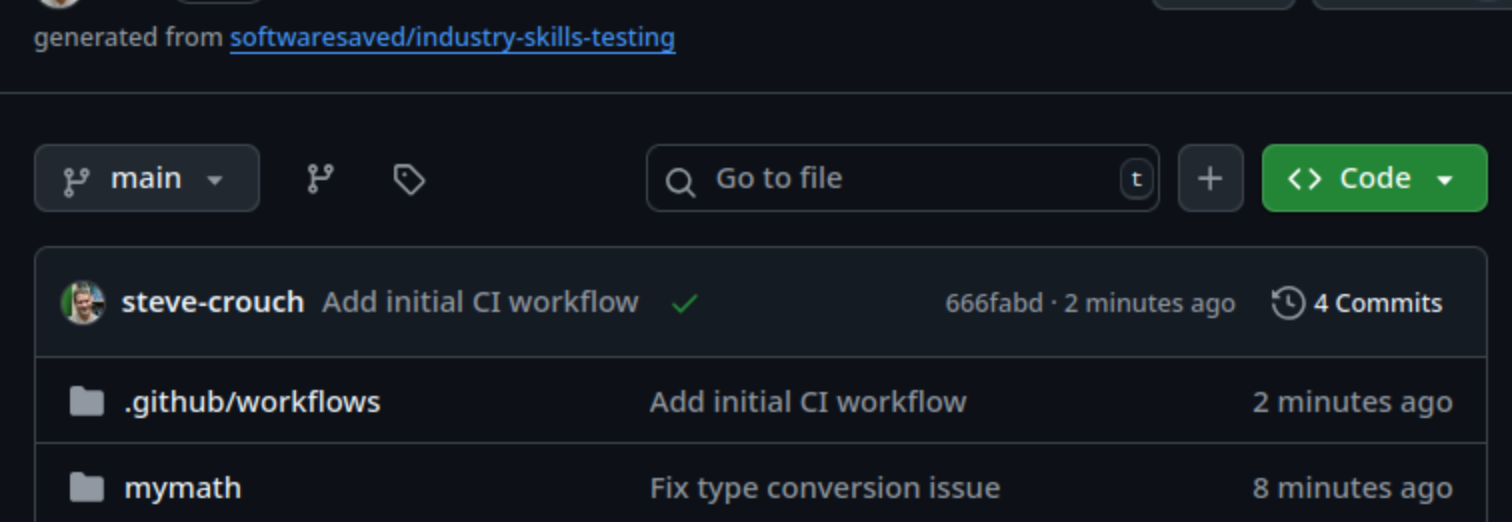 generated from softwaresaved/industry-skills-testing
main Go to file t + Code
steve-crouch Add initial CI workflow 666fabd · 2 minutes ago 4 Commits
.github/workflows Add initial CI workflow 2 minutes ago
mymath Fix type conversion issue 8 minutes ago